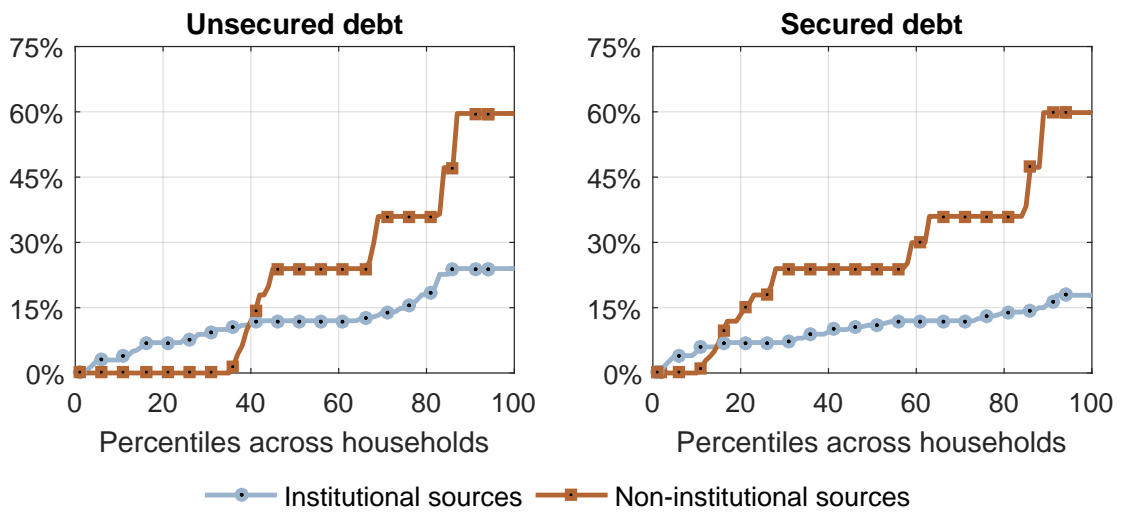 Unsecured debt
75%
60%
45%
30%
15%
0%
0 20 40 60 80 100
Percentiles across households
Secured debt
75%
60%
45%
30%
15%
0%
0 20 40 60 80 100
Percentiles across households
Institutional sources Non-institutional sources